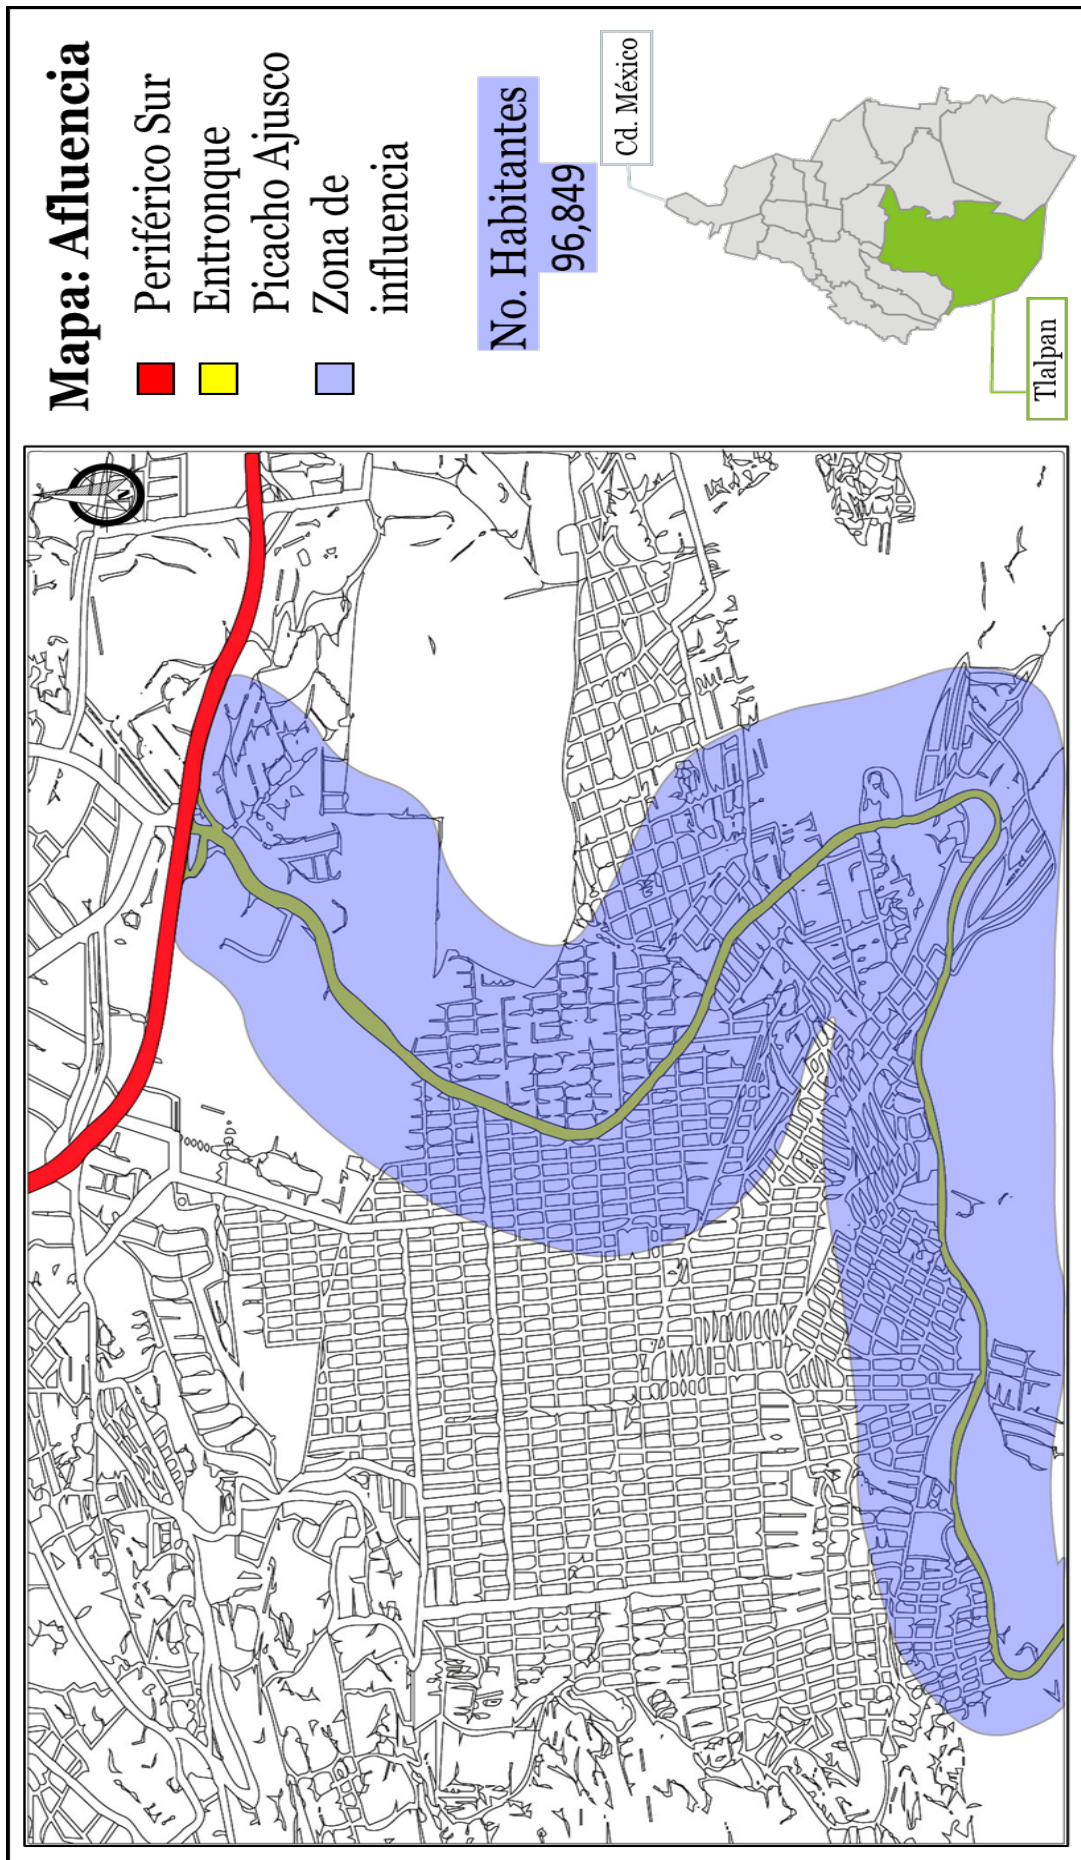 Mapa: Afluencia
Periférico Sur
Entronque
Picacho Ajusco
Zona de
influencia
No. Habitantes
96,849
Cd. México
Tlalpan
N